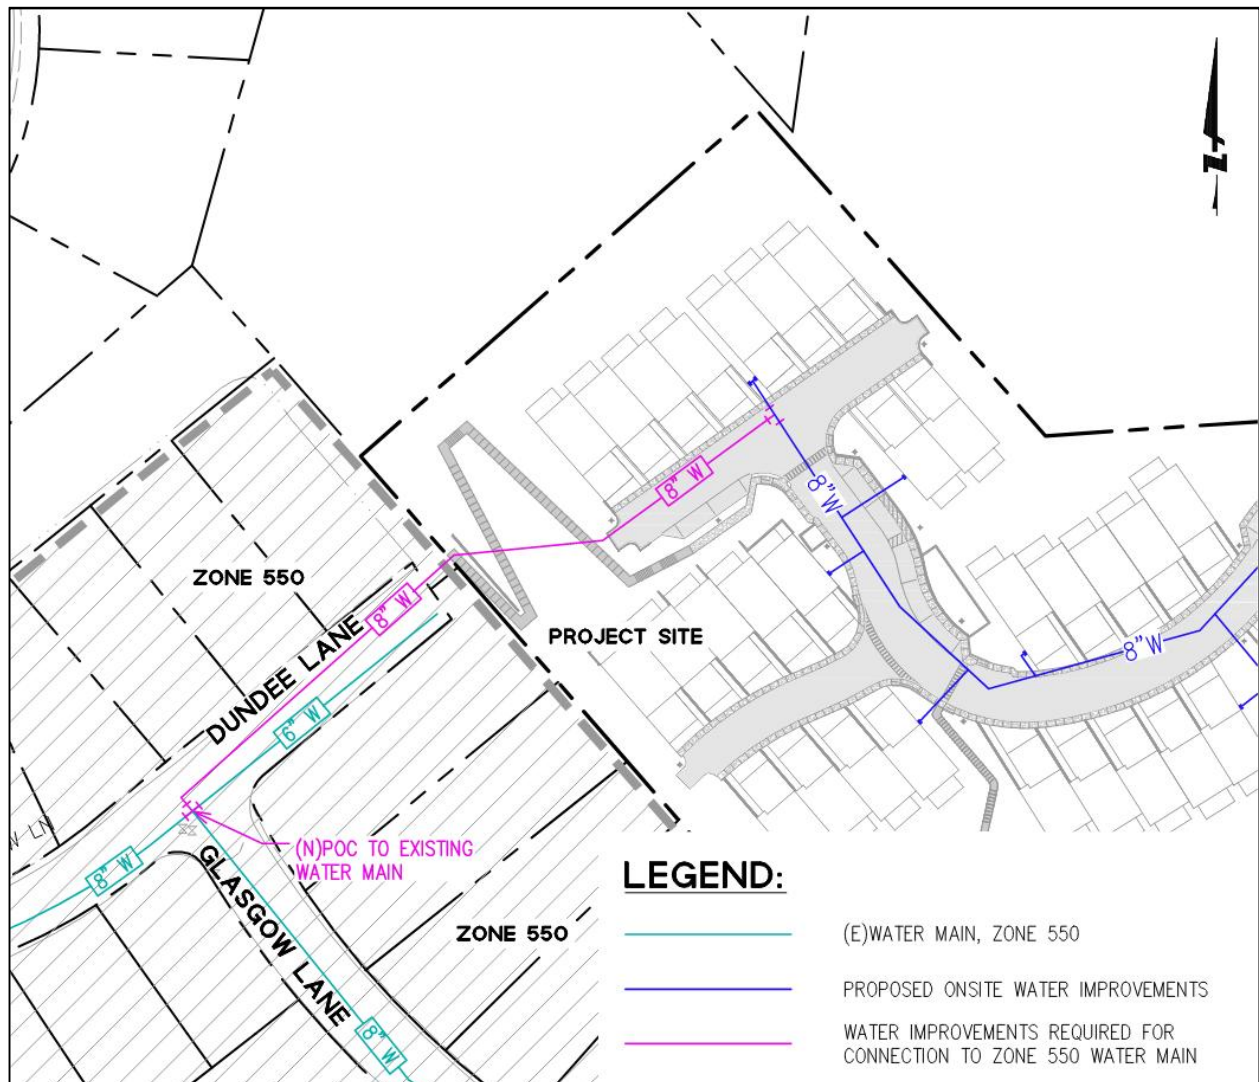 8" W
8" W
ZONE 550
8" W
DUNDEE LANE
PROJECT SITE
8" W
6" W
(N)POC TO EXISTING
WATER MAIN
8" W
GLASGOW LANE
ZONE 550
8" W
LEGEND:
(E)WATER MAIN, ZONE 550
PROPOSED ONSITE WATER IMPROVEMENTS
WATER IMPROVEMENTS REQUIRED FOR
CONNECTION TO ZONE 550 WATER MAIN